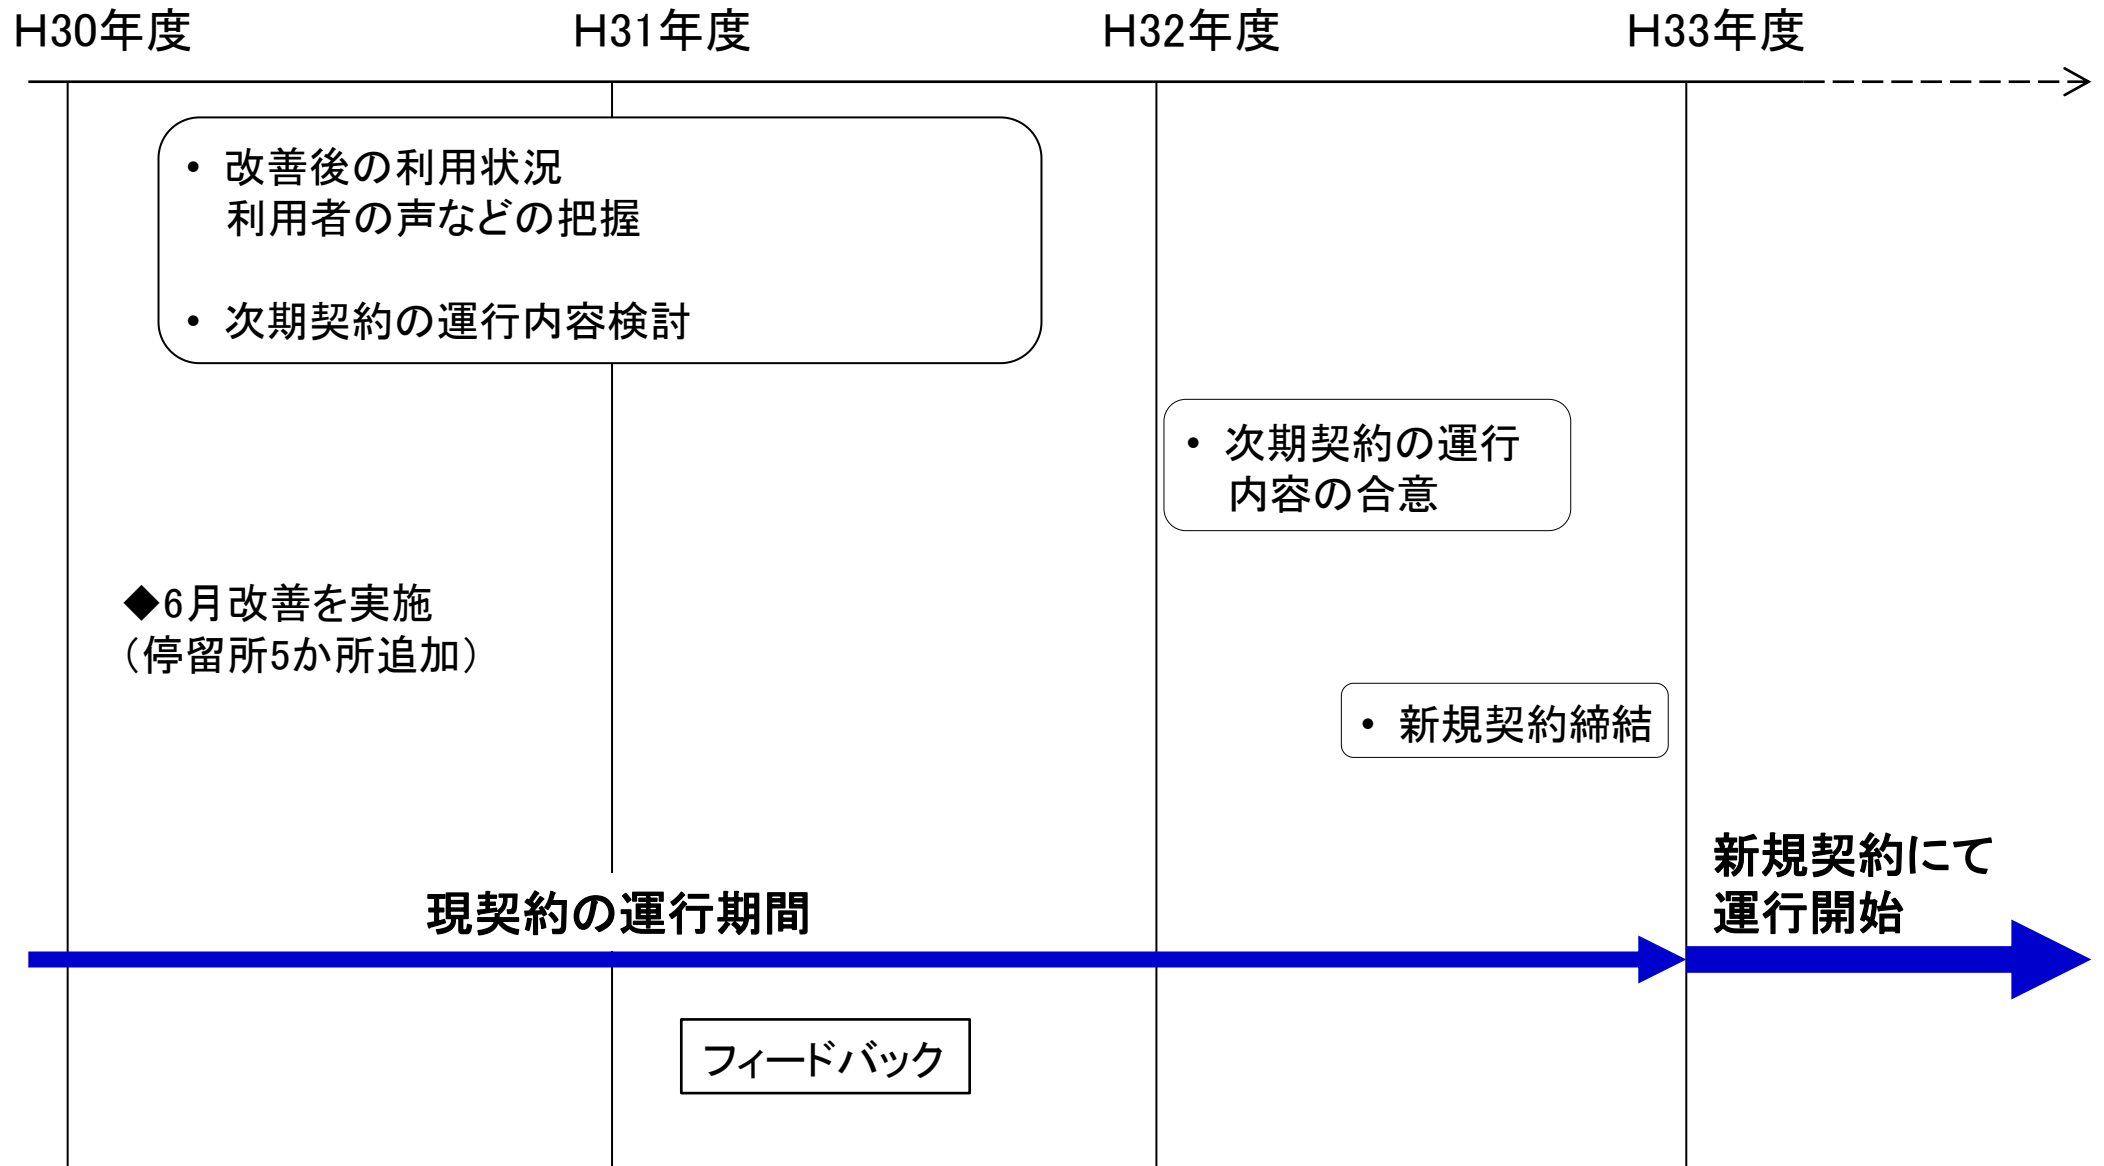 H30年度
H31年度
H32年度
H33年度
• 改善後の利用状況
利用者の声などの把握
• 次期契約の運行内容検討
• 次期契約の運行
内容の合意
◆6月改善を実施
（停留所5か所追加）
• 新規契約締結
新規契約にて
運行開始
現契約の運行期間
フィードバック